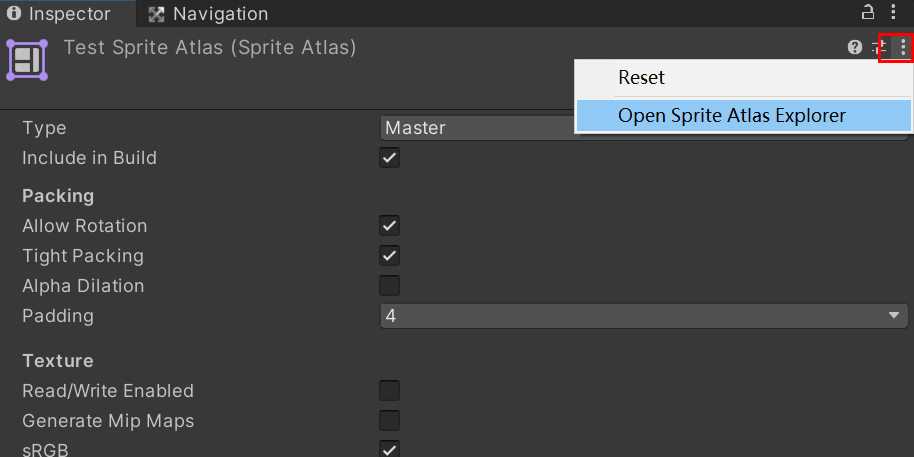 Inspector
Navigation
Test Sprite Atlas (Sprite Atlas)
Reset
Open Sprite Atlas Explorer
Type
Master
Include in Build
Packing
Allow Rotation
Tight Packing
Alpha Dilation
Padding
4
Texture
Read/Write Enabled
Generate Mip Maps
sRGB